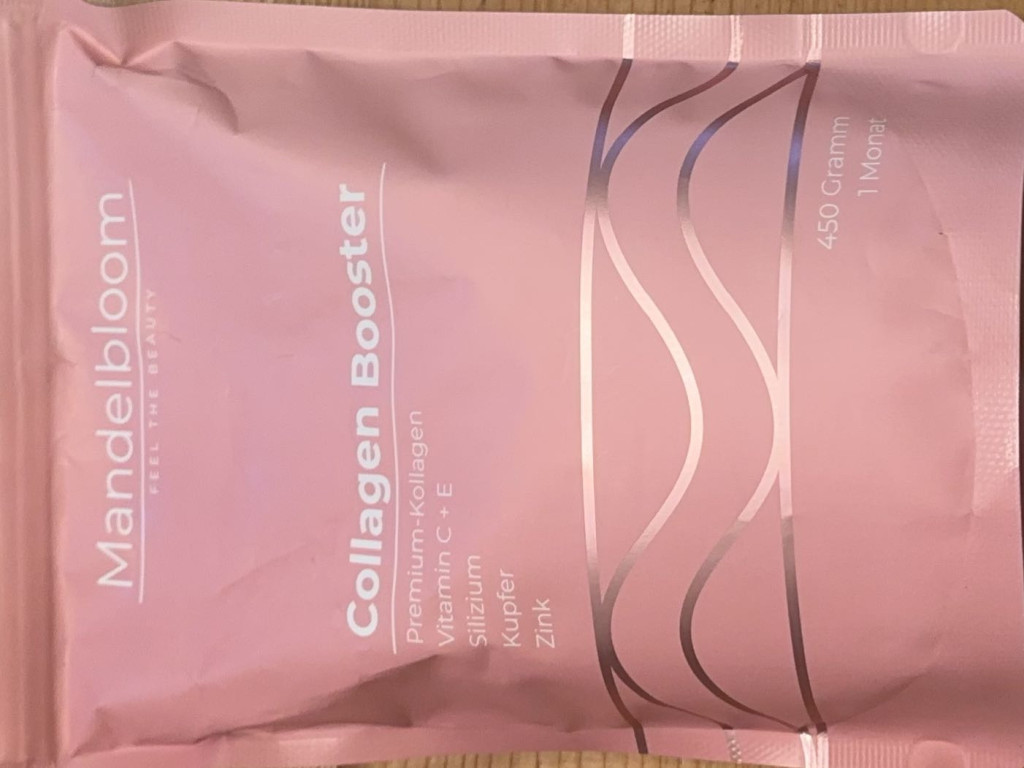 Mandelbloom
FEEL THE BEAUTY
Collagen Booster
Premium-Kollagen
Vitamin C + E
Silizium
Kupfer
Zink
450 Gramm
1 Monat